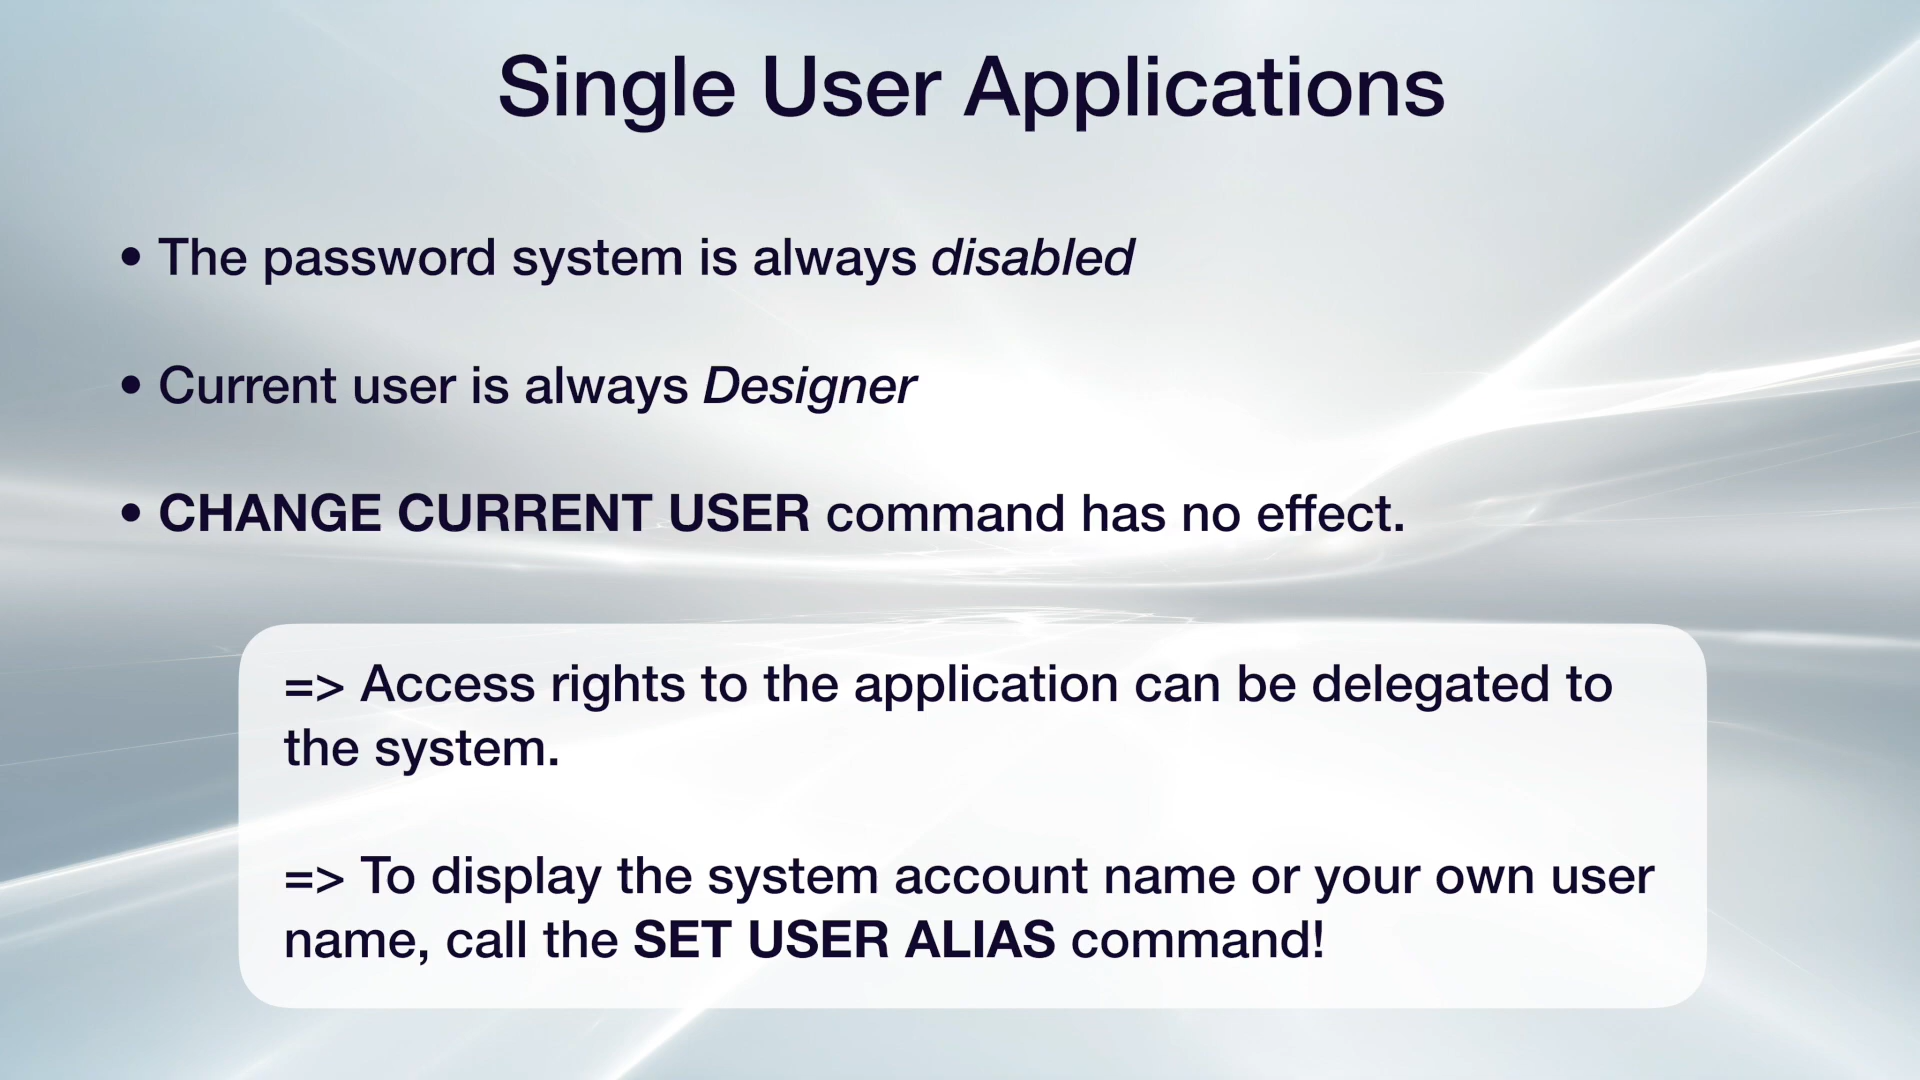 Single User Applications
• The password system is always disabled
• Current user is always Designer
• CHANGE CURRENT USER command has no effect.
=> Access rights to the application can be delegated to
the system.
=> To display the system account name or your own user
name, call the SET USER ALIAS command!